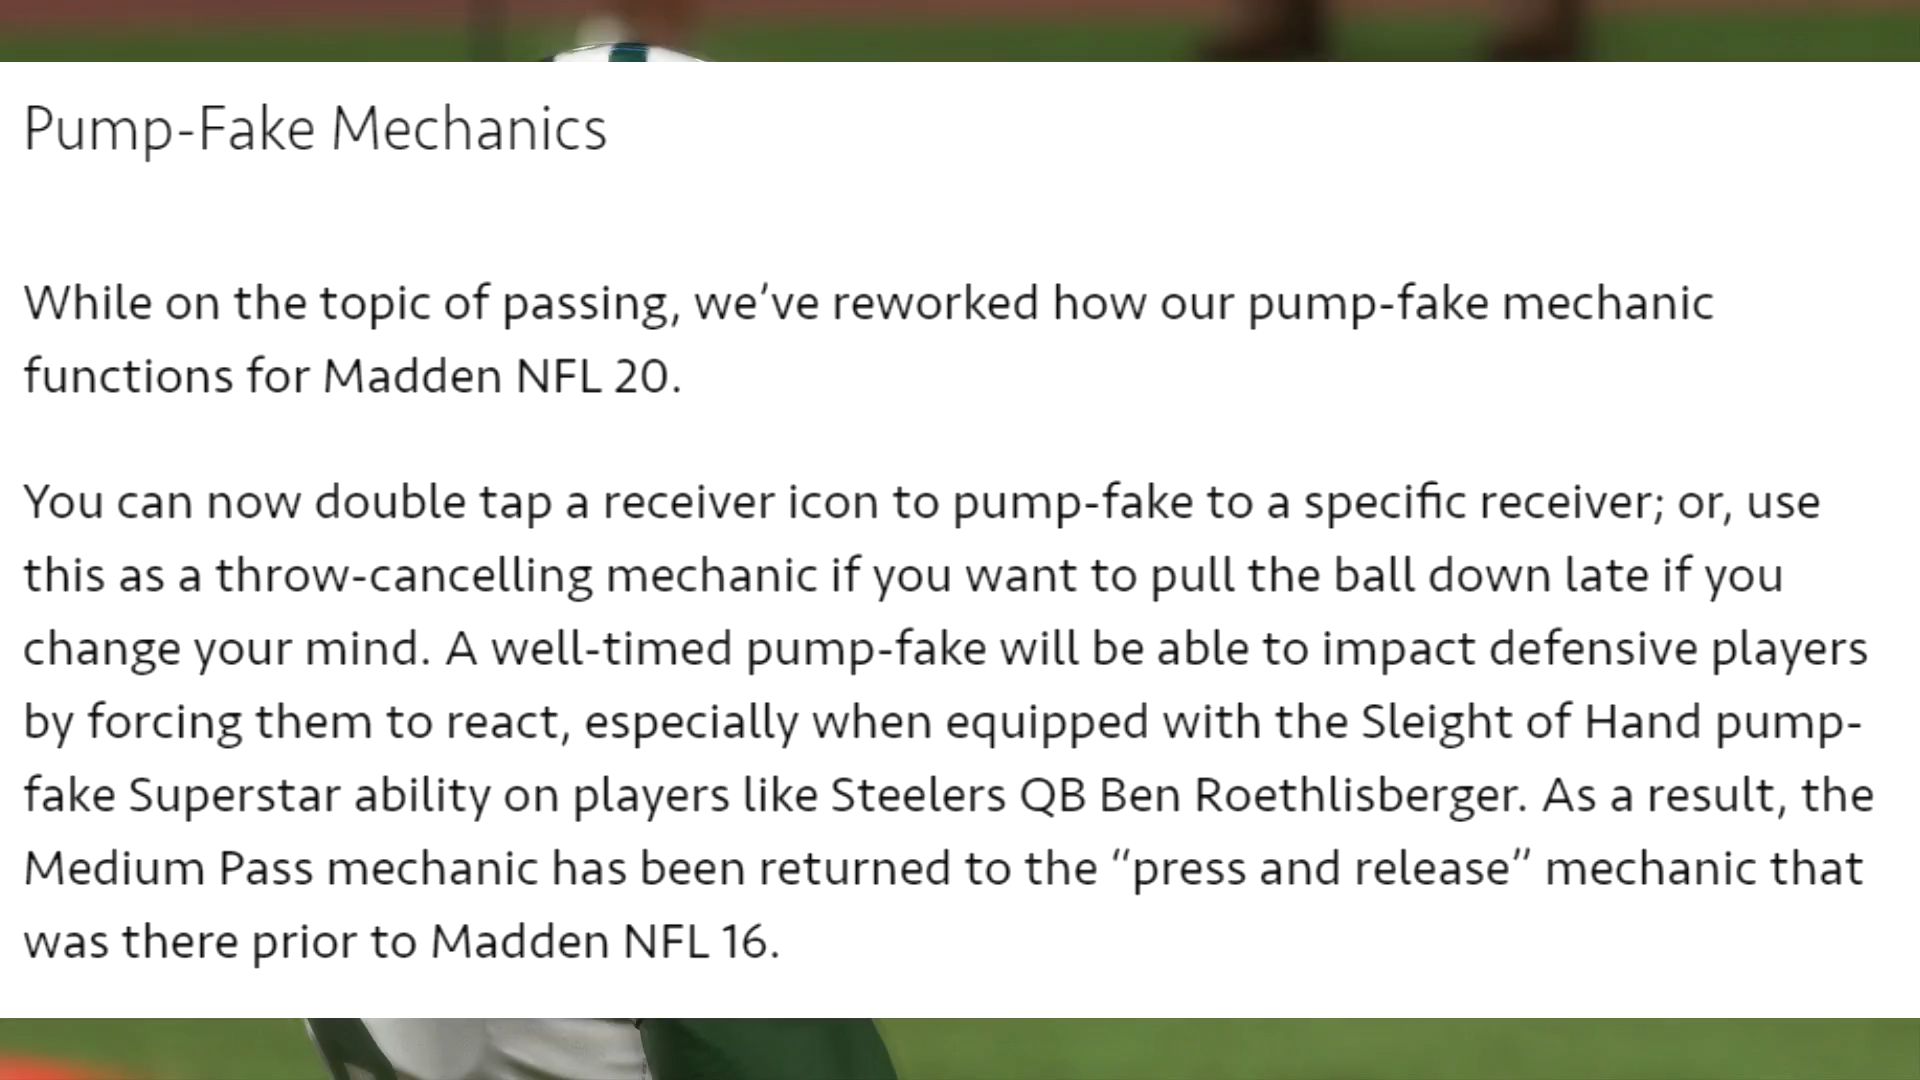 Pump-Fake Mechanics
While on the topic of passing, we’ve reworked how our pump-fake mechanic
functions for Madden NFL 20.
You can now double tap a receiver icon to pump-fake to a specific receiver; or, use
this as a throw-cancelling mechanic if you want to pull the ball down late if you
change your mind. A well-timed pump-fake will be able to impact defensive players
by forcing them to react, especially when equipped with the Sleight of Hand pump-
fake Superstar ability on players like Steelers QB Ben Roethlisberger. As a result, the
Medium Pass mechanic has been returned to the “press and release” mechanic that
was there prior to Madden NFL 16.